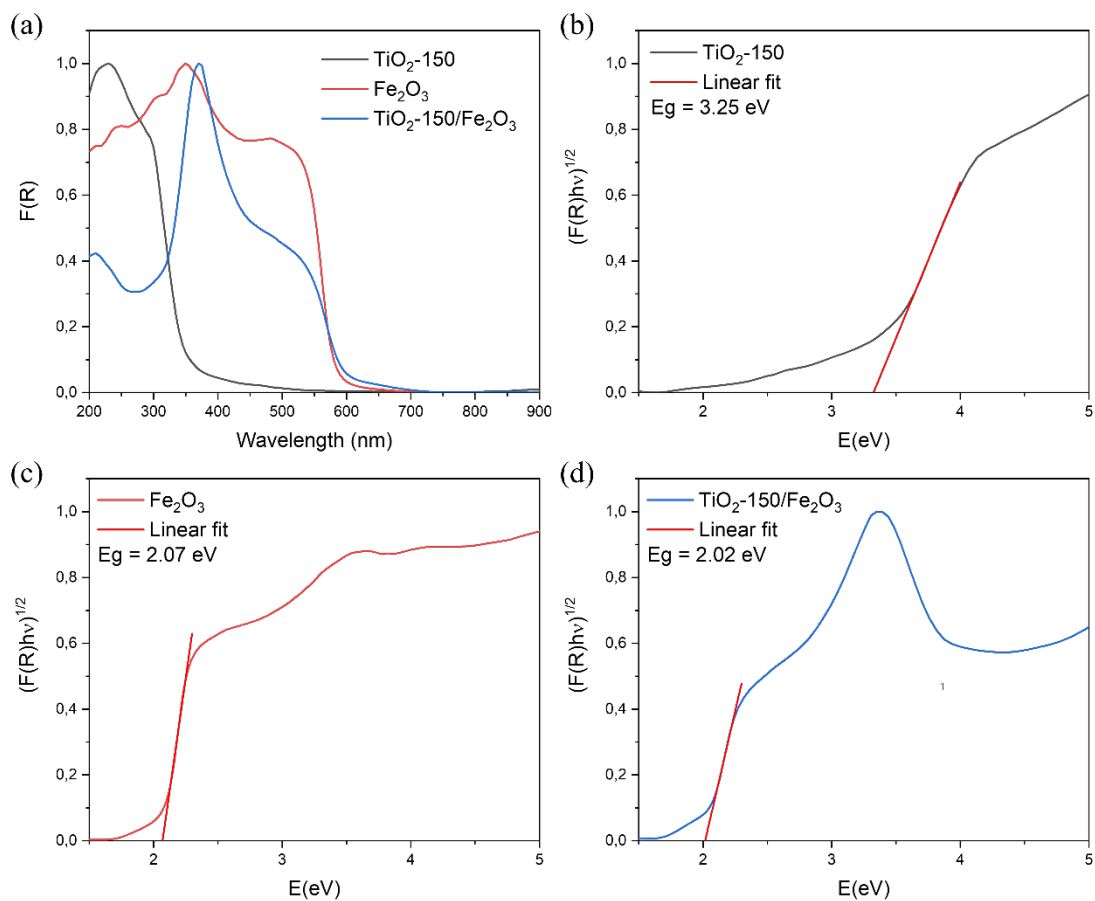 (a)
TiO₂-150
Fe₂O₃
TiO₂-150/Fe₂O₃
F(R)
1,0
0,8
0,6
0,4
0,2
0,0
200 300 400 500 600 700 800 900
Wavelength (nm)
(b)
TiO₂-150
Linear fit
Eg = 3.25 eV
(F(R)hν)^1/2
1,0
0,8
0,6
0,4
0,2
0,0
2 3 4 5
E(eV)
(c)
Fe₂O₃
Linear fit
Eg = 2.07 eV
(F(R)hν)^1/2
1,0
0,8
0,6
0,4
0,2
0,0
2 3 4 5
E(eV)
(d)
TiO₂-150/Fe₂O₃
Linear fit
Eg = 2.02 eV
(F(R)hν)^1/2
1,0
0,8
0,6
0,4
0,2
0,0
1
2 3 4 5
E(eV)